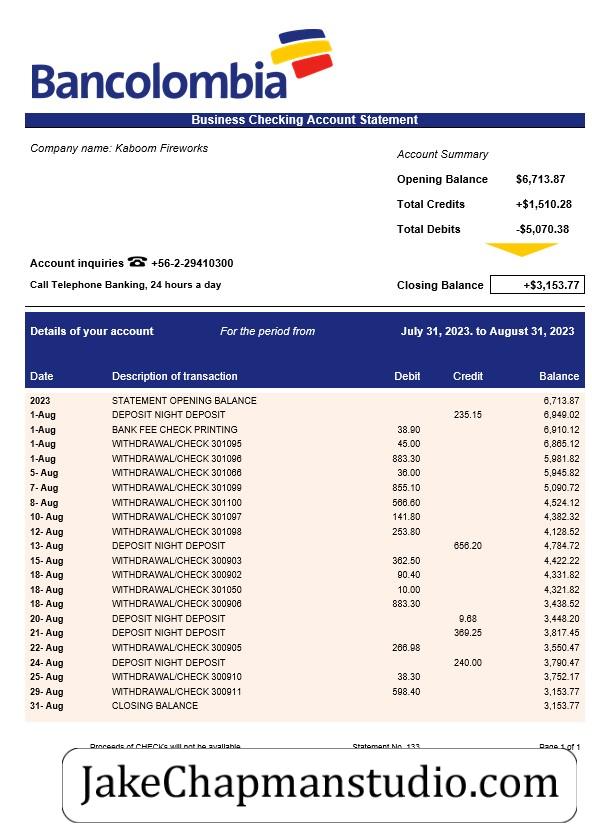 Bancolombia
Business Checking Account Statement
Company name: Kaboom Fireworks
Account Summary
Opening Balance $6,713.87
Total Credits +$1,510.28
Total Debits -$5,070.38
Account inquiries ☎ +56-2-29410300
Call Telephone Banking, 24 hours a day
Closing Balance +$3,153.77
Details of your account For the period from July 31, 2023. to August 31, 2023
Date Description of transaction Debit Credit Balance
2023 STATEMENT OPENING BALANCE 6,713.87
1-Aug DEPOSIT NIGHT DEPOSIT 235.15 6,949.02
1-Aug BANK FEE CHECK PRINTING 38.90 6,910.12
1-Aug WITHDRAWAL/CHECK 301095 45.00 6,865.12
1-Aug WITHDRAWAL/CHECK 301096 883.30 5,981.82
5- Aug WITHDRAWAL/CHECK 301066 36.00 5,945.82
7- Aug WITHDRAWAL/CHECK 301099 855.10 5,090.72
8- Aug WITHDRAWAL/CHECK 301100 566.60 4,524.12
10- Aug WITHDRAWAL/CHECK 301097 141.80 4,382.32
12- Aug WITHDRAWAL/CHECK 301098 253.80 4,128.52
13- Aug DEPOSIT NIGHT DEPOSIT 656.20 4,784.72
15- Aug WITHDRAWAL/CHECK 300903 362.50 4,422.22
18- Aug WITHDRAWAL/CHECK 300902 90.40 4,331.82
18- Aug WITHDRAWAL/CHECK 301050 10.00 4,321.82
18- Aug WITHDRAWAL/CHECK 300906 883.30 3,438.52
20- Aug DEPOSIT NIGHT DEPOSIT 9.68 3,448.20
21- Aug DEPOSIT NIGHT DEPOSIT 369.25 3,817.45
22- Aug WITHDRAWAL/CHECK 300905 266.98 3,550.47
24- Aug DEPOSIT NIGHT DEPOSIT 240.00 3,790.47
25- Aug WITHDRAWAL/CHECK 300910 38.30 3,752.17
29- Aug WITHDRAWAL/CHECK 300911 598.40 3,153.77
31- Aug CLOSING BALANCE 3,153.77
Proceeds of CHECKs will not be available Statement No. 133 Page 1 of 1
JakeChapmanstudio.com